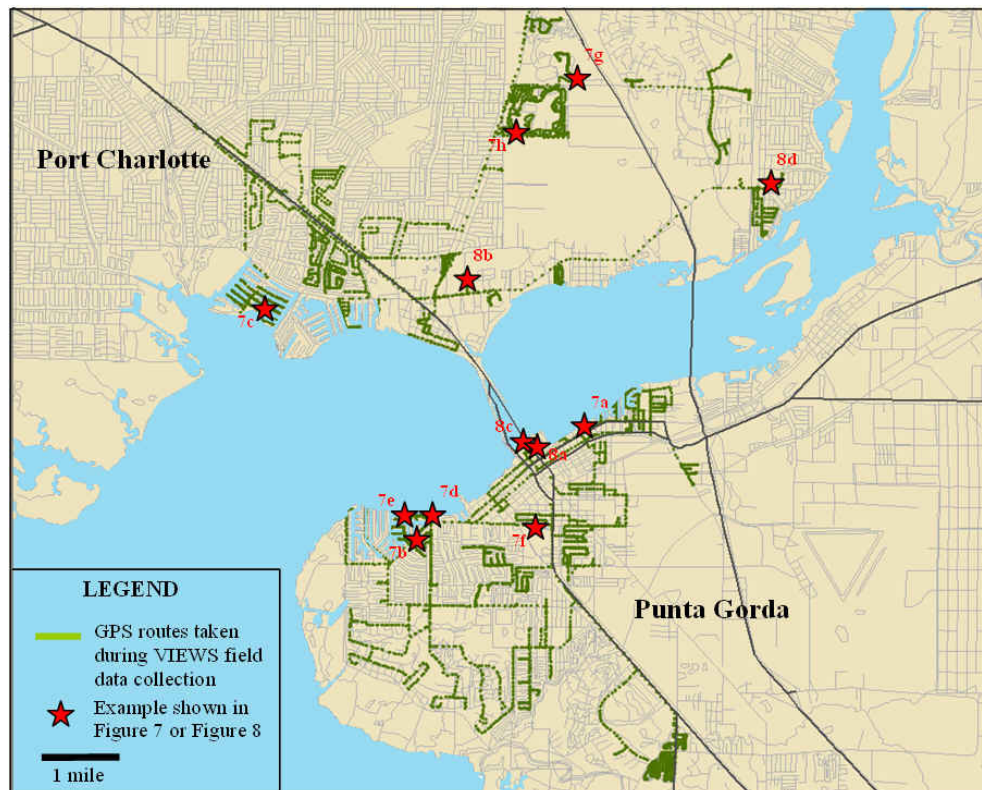 7g
Port Charlotte
7h
8d
8b
7c
7a
8c
8a
7e
7d
7b
7f
Punta Gorda
LEGEND
GPS routes taken
during VIEWS field
data collection
Example shown in
Figure 7 or Figure 8
1 mile